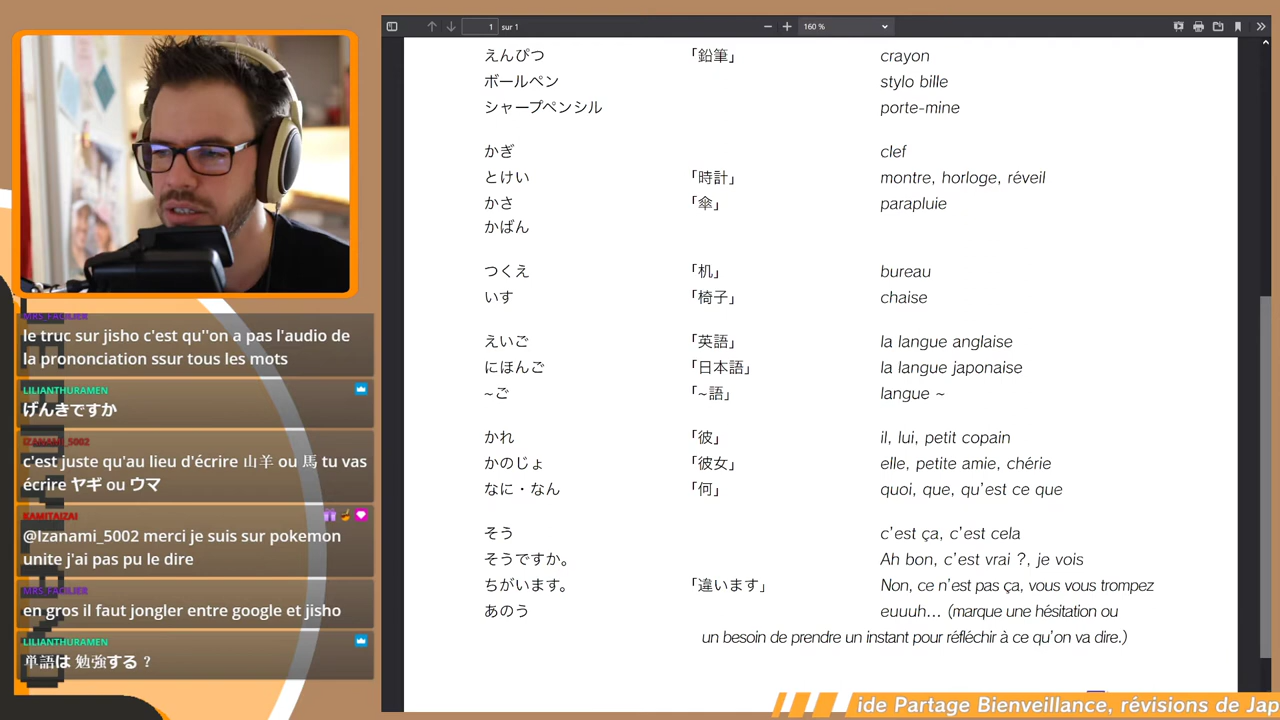 MRS_FACILIER
le truc sur jisho c'est qu''on a pas l'audio de
la prononciation ssur tous les mots
LILIANTHURAMEN
げんきですか
IZANAMI_5002
c'est juste qu'au lieu d'écrire 山羊 ou 馬 tu vas
écrire ヤギ ou ウマ
KAMITAIZAI
@Izanami_5002 merci je suis sur pokemon
unite j'ai pas pu le dire
MRS_FACILIER
en gros il faut jongler entre google et jisho
LILIANTHURAMEN
単語は 勉強する ?
1 sur 1
160 %
えんぴつ 「鉛筆」 crayon
ボールペン stylo bille
シャープペンシル porte-mine
かぎ clef
とけい 「時計」 montre, horloge, réveil
かさ 「傘」 parapluie
かばん
つくえ 「机」 bureau
いす 「椅子」 chaise
えいご 「英語」 la langue anglaise
にほんご 「日本語」 la langue japonaise
~ご 「~語」 langue ~
かれ 「彼」 il, lui, petit copain
かのじょ 「彼女」 elle, petite amie, chérie
なに・なん 「何」 quoi, que, qu'est ce que
そう c'est ça, c'est cela
そうですか。 Ah bon, c'est vrai ?, je vois
ちがいます。 「違います」 Non, ce n'est pas ça, vous vous trompez
あのう euuuh… (marque une hésitation ou
un besoin de prendre un instant pour réfléchir à ce qu'on va dire.)
ide Partage Bienveillance, révisions de Jap